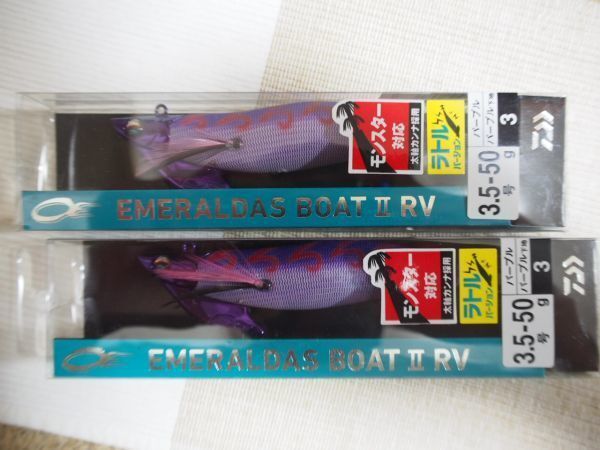 モンスター
対応
太軸カンナ採用
ラトル
バージョン
3.5-50
号
g
パープル
パープル下地
3
EMERALDAS BOAT II RV
モンスター
対応
太軸カンナ採用
ラトル
バージョン
3.5-50
号
g
パープル
パープル下地
3
EMERALDAS BOAT II RV